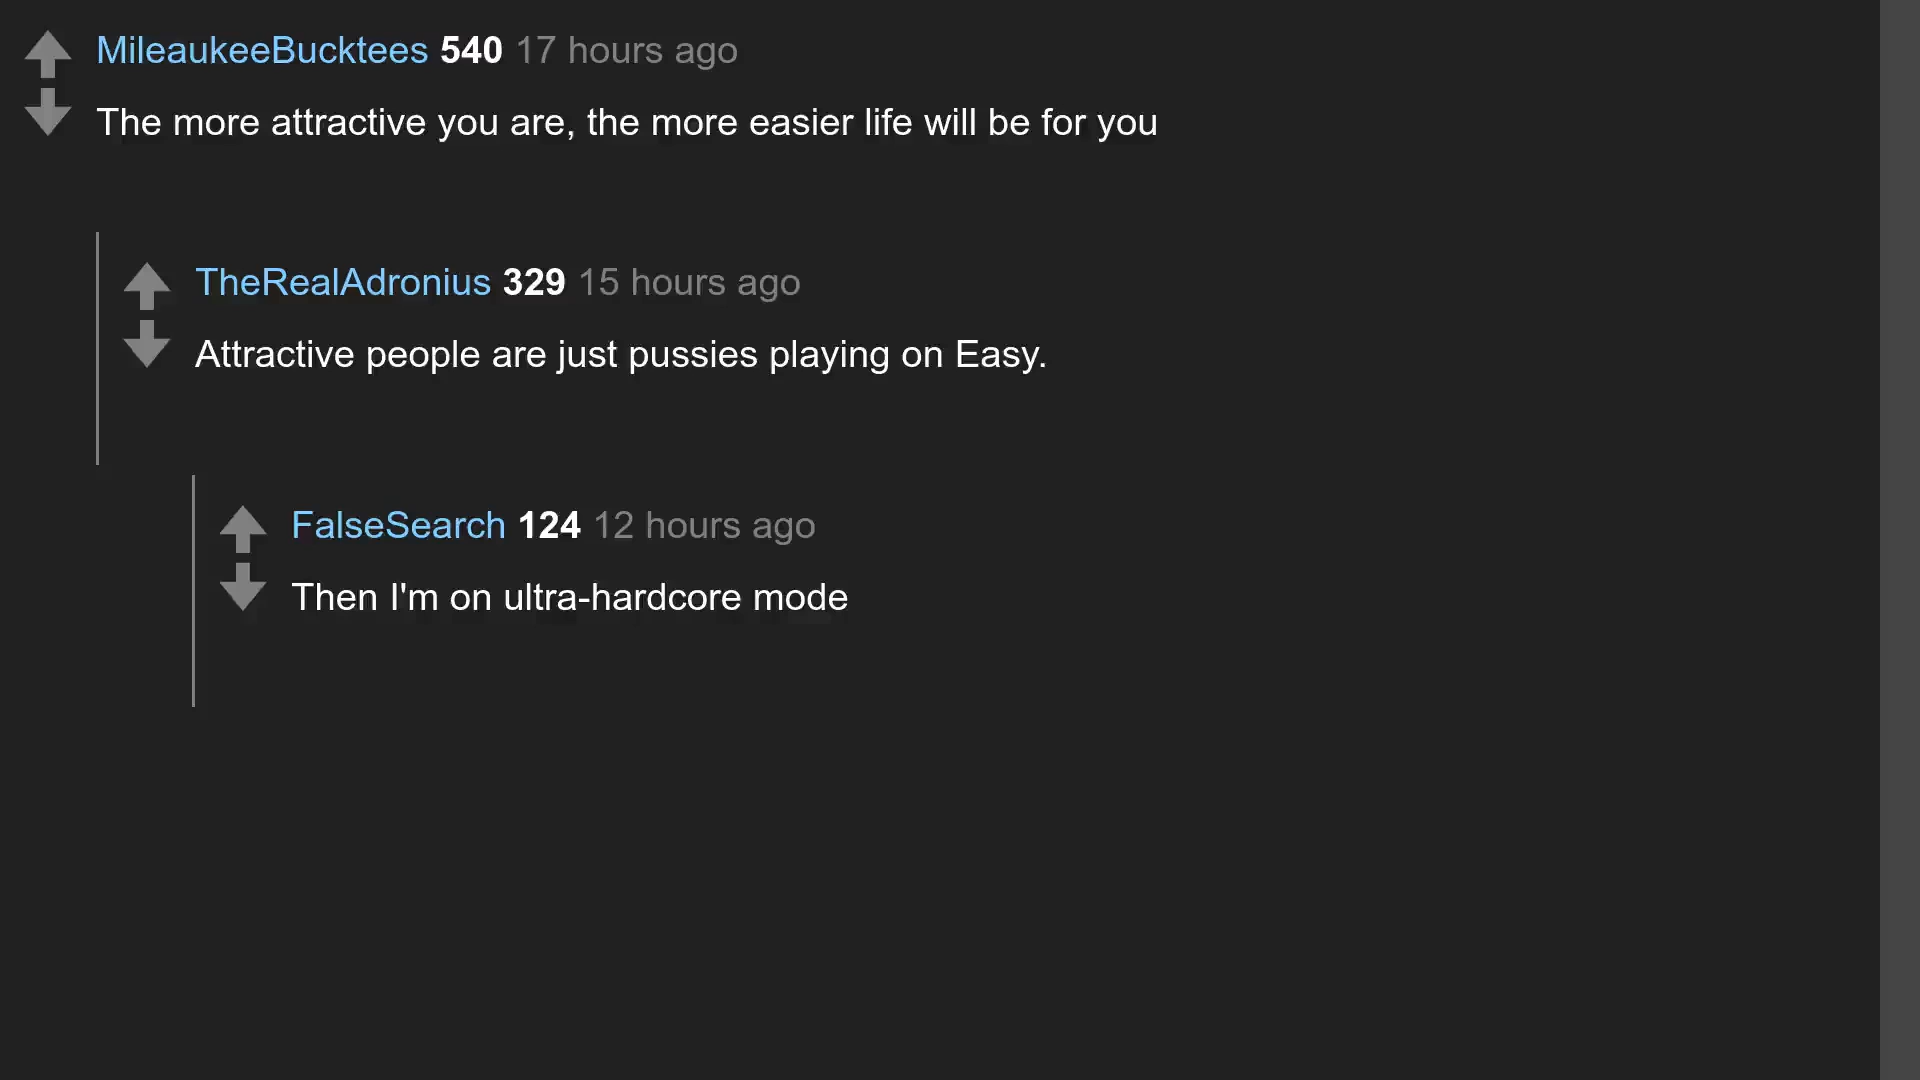 MileaukeeBucktees 540 17 hours ago
The more attractive you are, the more easier life will be for you
TheRealAdronius 329 15 hours ago
Attractive people are just pussies playing on Easy.
FalseSearch 124 12 hours ago
Then I'm on ultra-hardcore mode